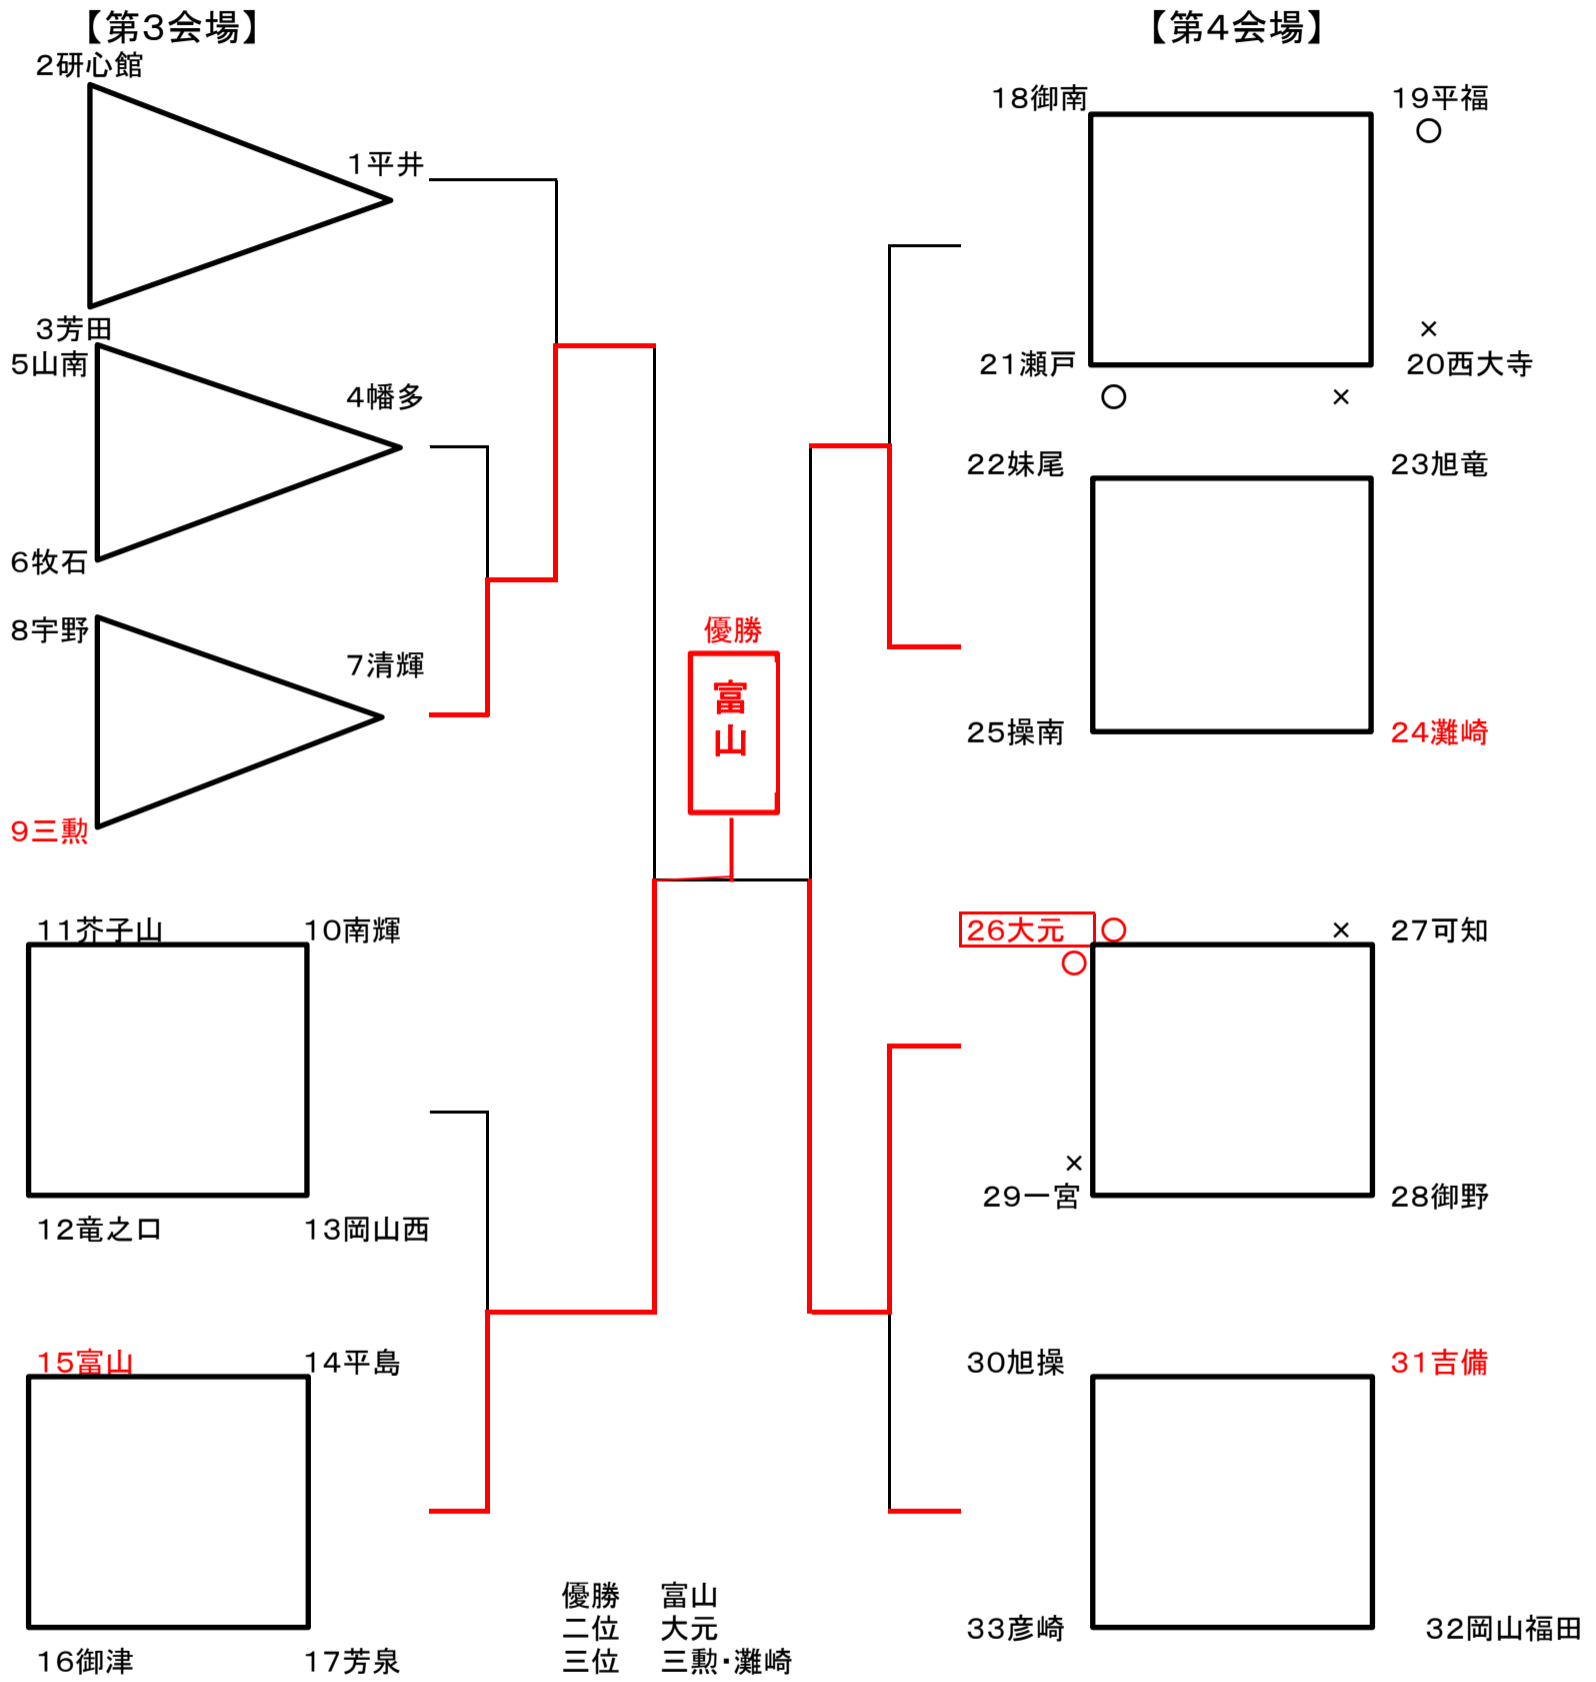 【第3会場】
2研心館
1平井
3芳田
5山南
4幡多
6牧石
8宇野
7清輝
9三勲
11芥子山
10南輝
12竜之口
13岡山西
15富山
14平島
16御津
17芳泉
優勝
富山
【第4会場】
18御南
19平福
○
×
21瀬戸
20西大寺
○ ×
22妹尾
23旭竜
25操南
24灘崎
26大元 ○ × 27可知
○
×
29一宮
28御野
30旭操
31吉備
33彦崎
32岡山福田
優勝 富山
二位 大元
三位 三勲・灘崎